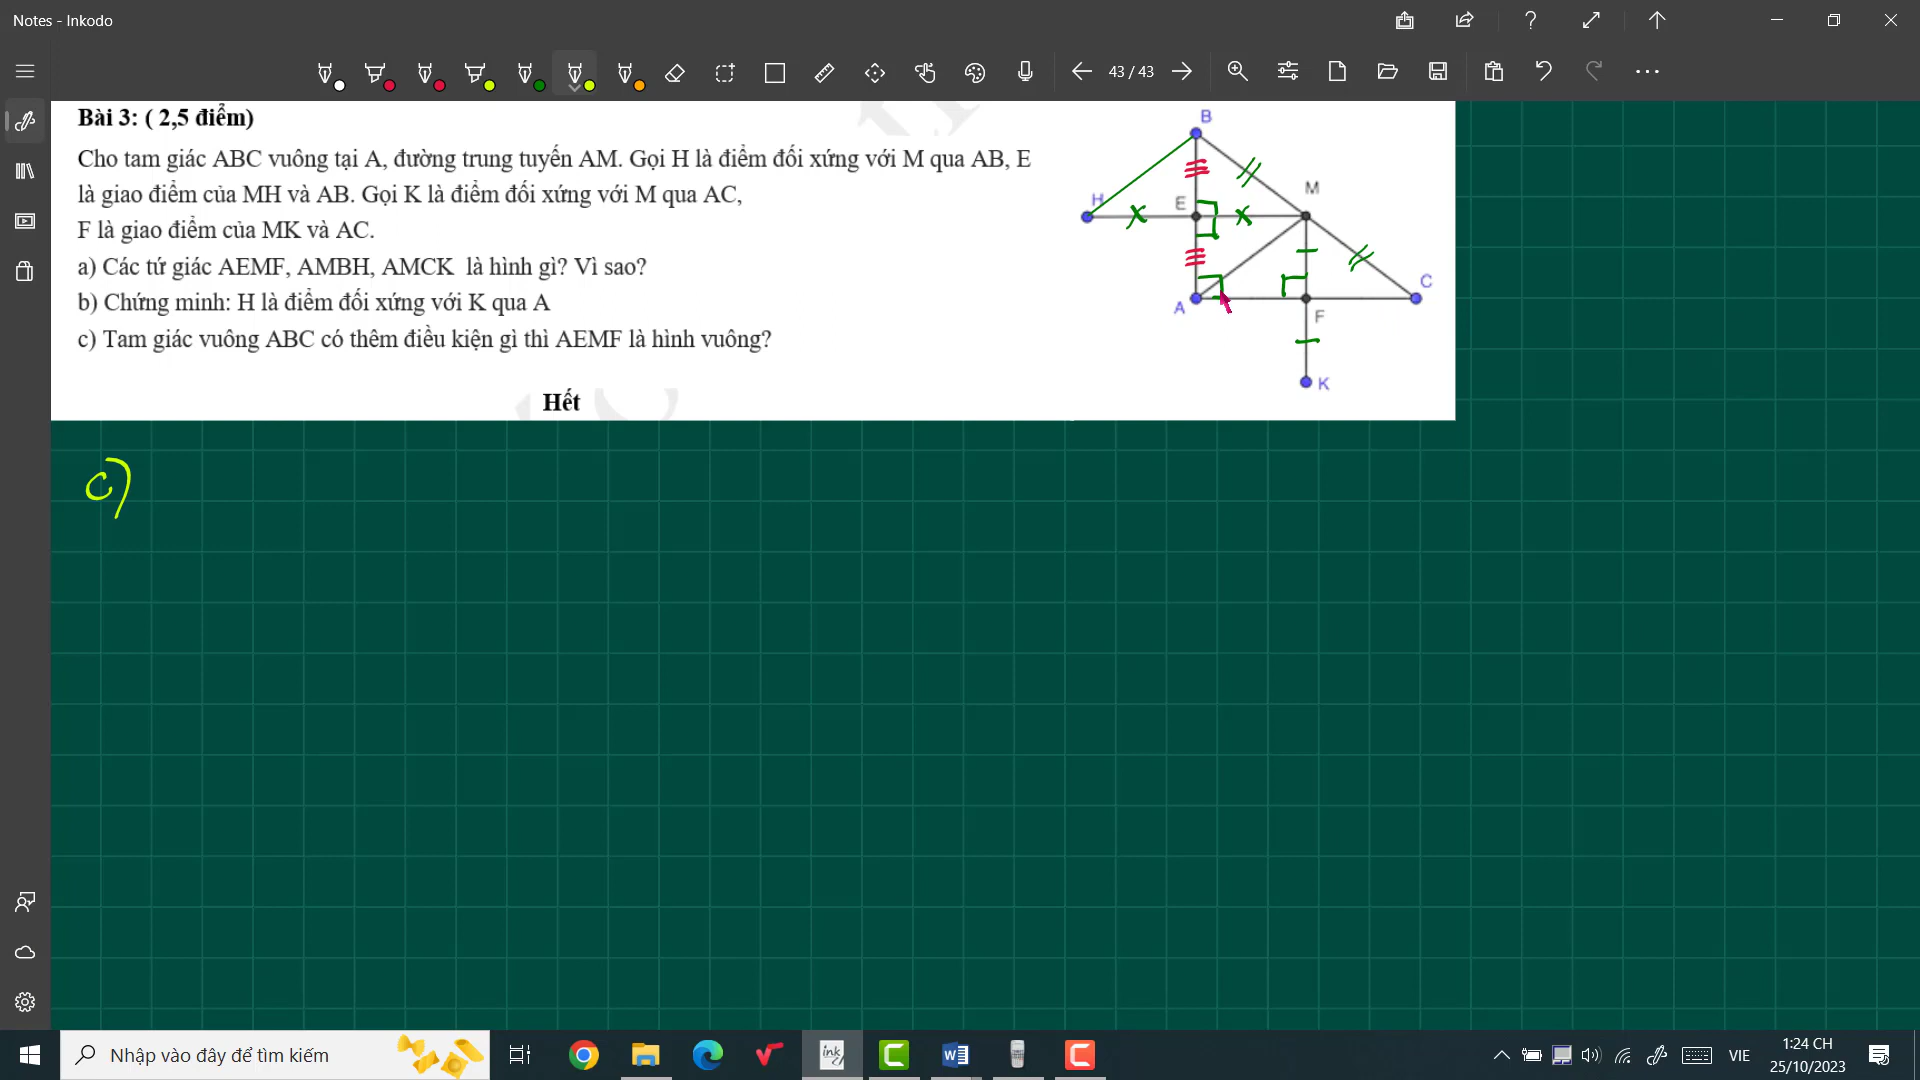 Notes - Inkodo
43 / 43
Bài 3: ( 2,5 điểm)
Cho tam giác ABC vuông tại A, đường trung tuyến AM. Gọi H là điểm đối xứng với M qua AB, E
là giao điểm của MH và AB. Gọi K là điểm đối xứng với M qua AC,
F là giao điểm của MK và AC.
a) Các tứ giác AEMF, AMBH, AMCK là hình gì? Vì sao?
b) Chứng minh: H là điểm đối xứng với K qua A
c) Tam giác vuông ABC có thêm điều kiện gì thì AEMF là hình vuông?
Hết
B
M
H
E
C
A
F
K
c)
Nhập vào đây để tìm kiếm
ink
VIE
1:24 CH
25/10/2023